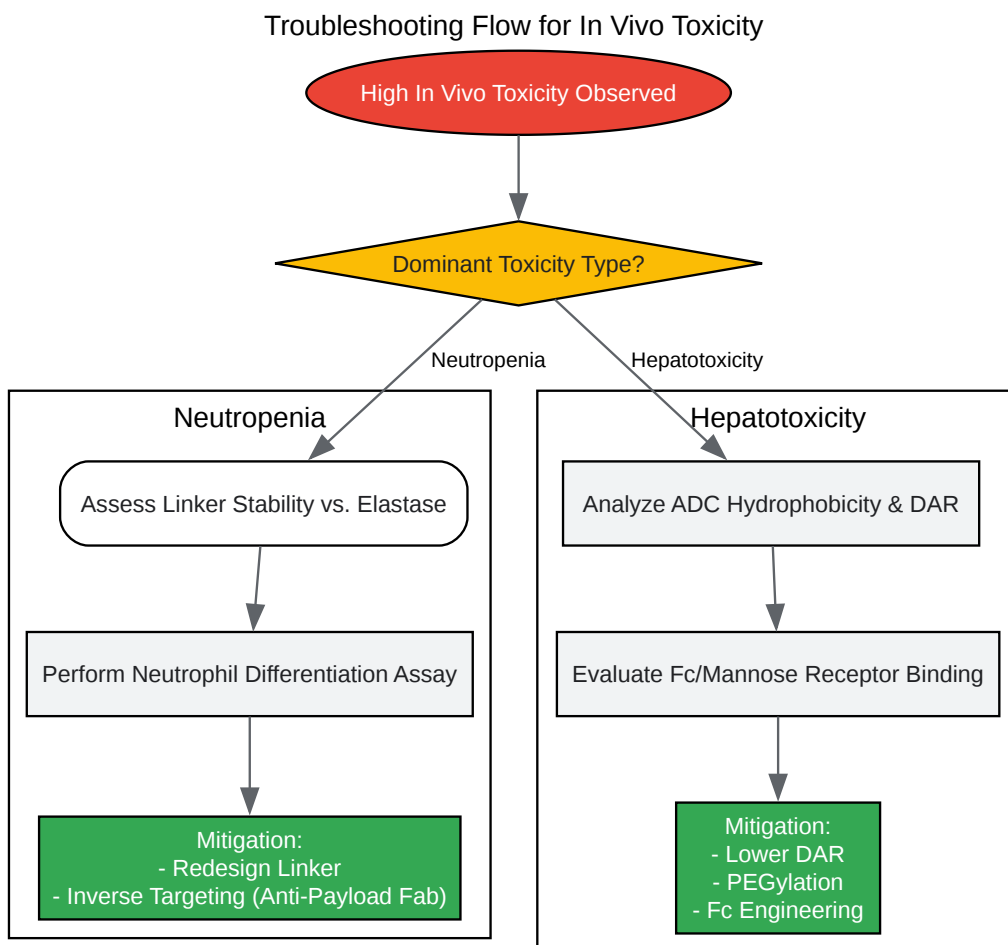 Troubleshooting Flow for In Vivo Toxicity
High In Vivo Toxicity Observed
Dominant Toxicity Type?
Neutropenia
Hepatotoxicity
Neutropenia
Assess Linker Stability vs. Elastase
Perform Neutrophil Differentiation Assay
Mitigation:
- Redesign Linker
- Inverse Targeting (Anti-Payload Fab)
Hepatotoxicity
Analyze ADC Hydrophobicity & DAR
Evaluate Fc/Mannose Receptor Binding
Mitigation:
- Lower DAR
- PEGylation
- Fc Engineering